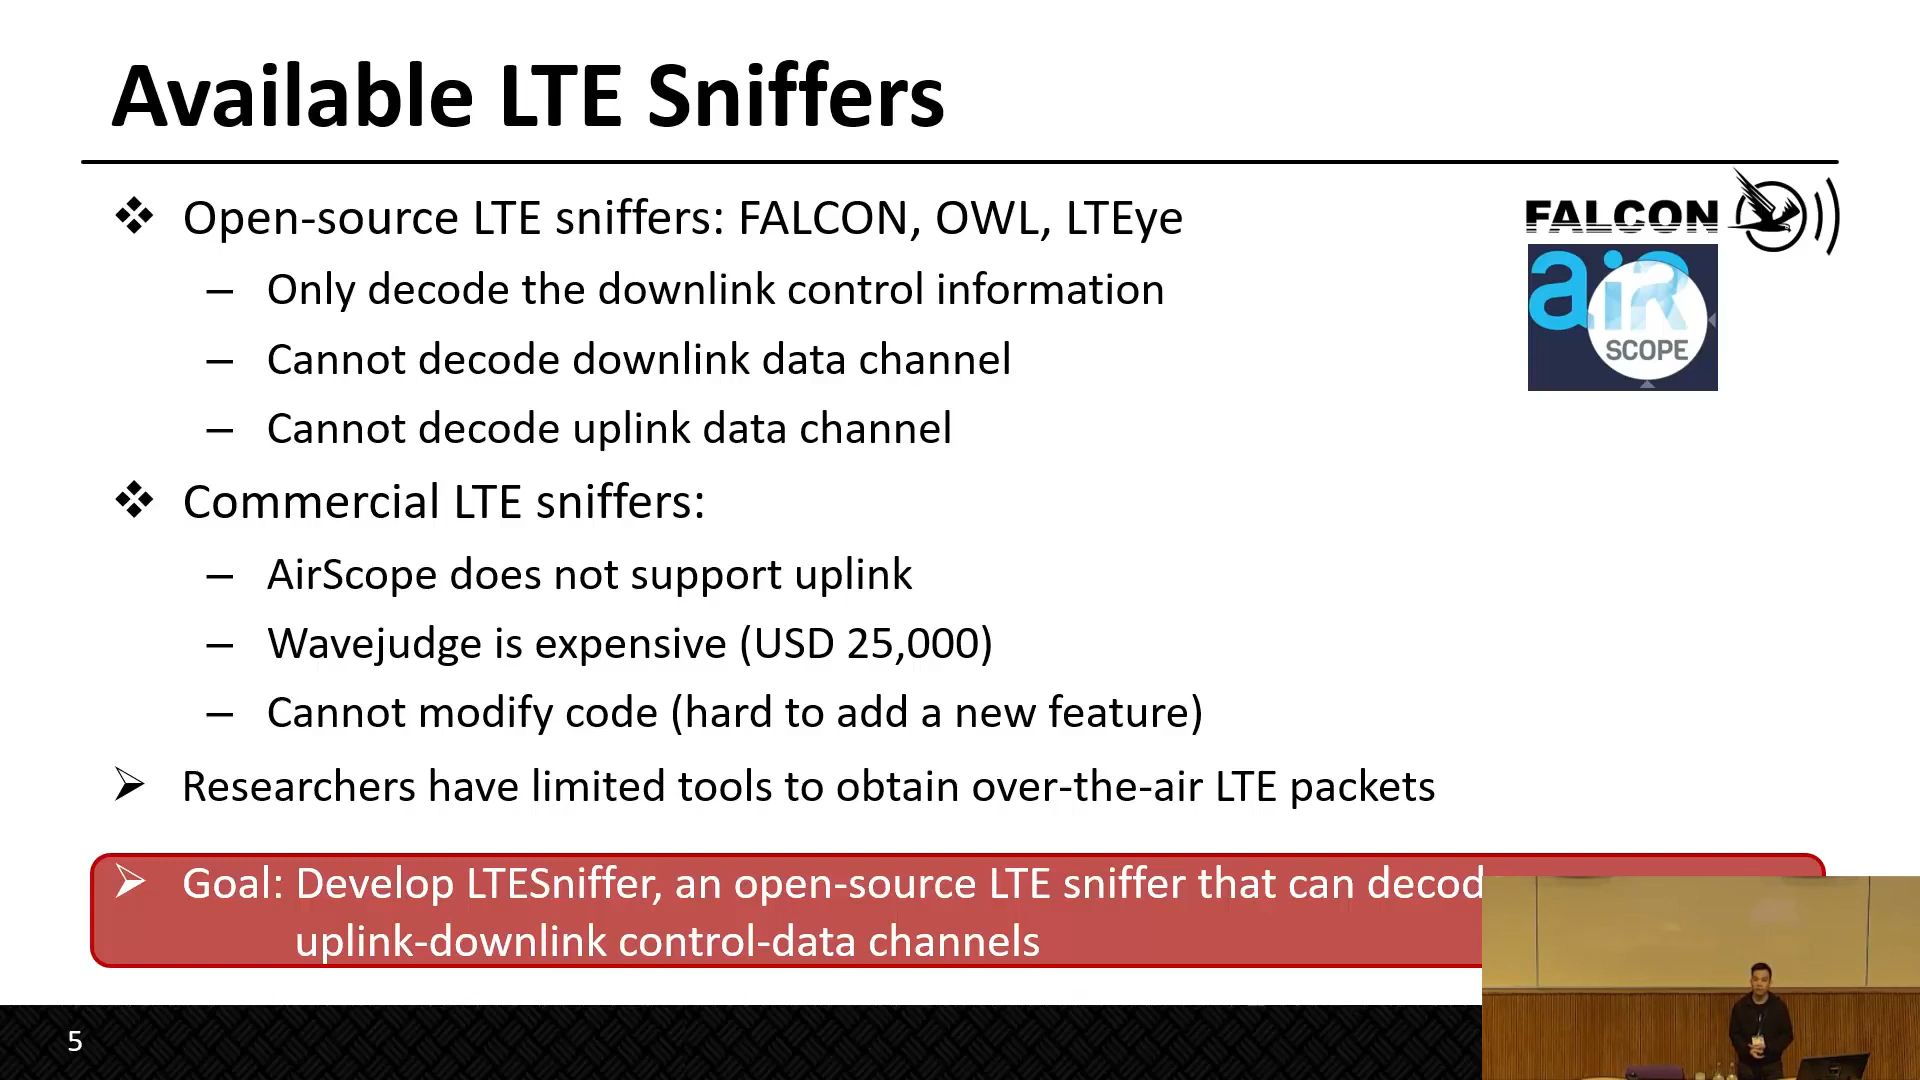 Available LTE Sniffers
❖ Open-source LTE sniffers: FALCON, OWL, LTEye
– Only decode the downlink control information
– Cannot decode downlink data channel
– Cannot decode uplink data channel
FALCON
aiR
SCOPE
❖ Commercial LTE sniffers:
– AirScope does not support uplink
– Wavejudge is expensive (USD 25,000)
– Cannot modify code (hard to add a new feature)
➢ Researchers have limited tools to obtain over-the-air LTE packets
➢ Goal: Develop LTESniffer, an open-source LTE sniffer that can decod
uplink-downlink control-data channels
5